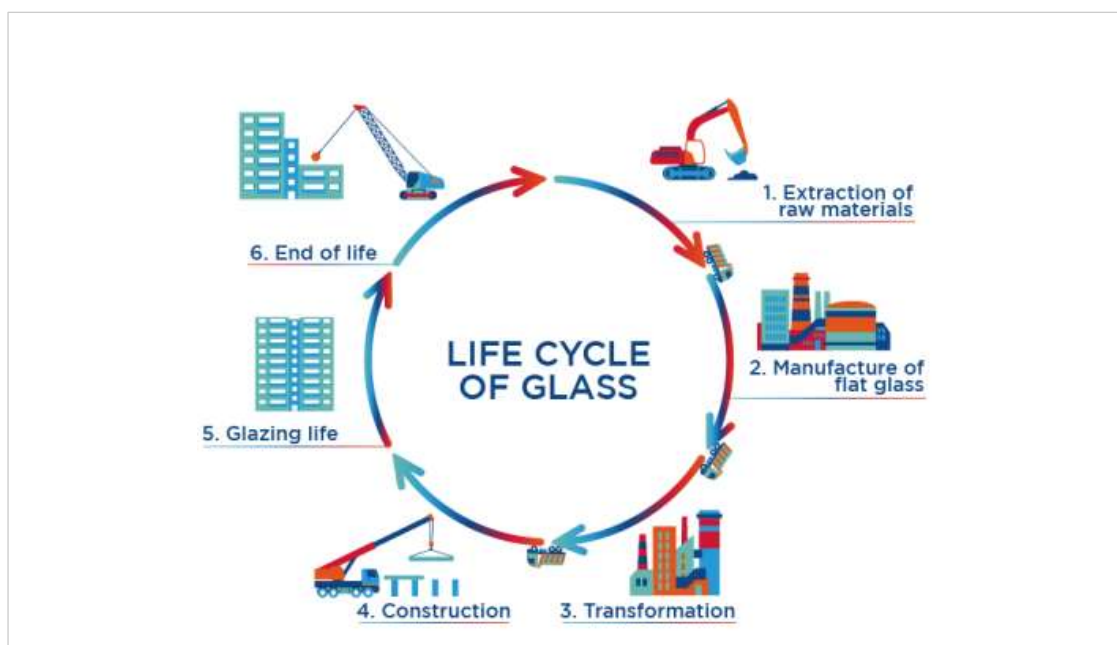 LIFE CYCLE
OF GLASS
1. Extraction of
raw materials
2. Manufacture of
flat glass
3. Transformation
4. Construction
5. Glazing life
6. End of life